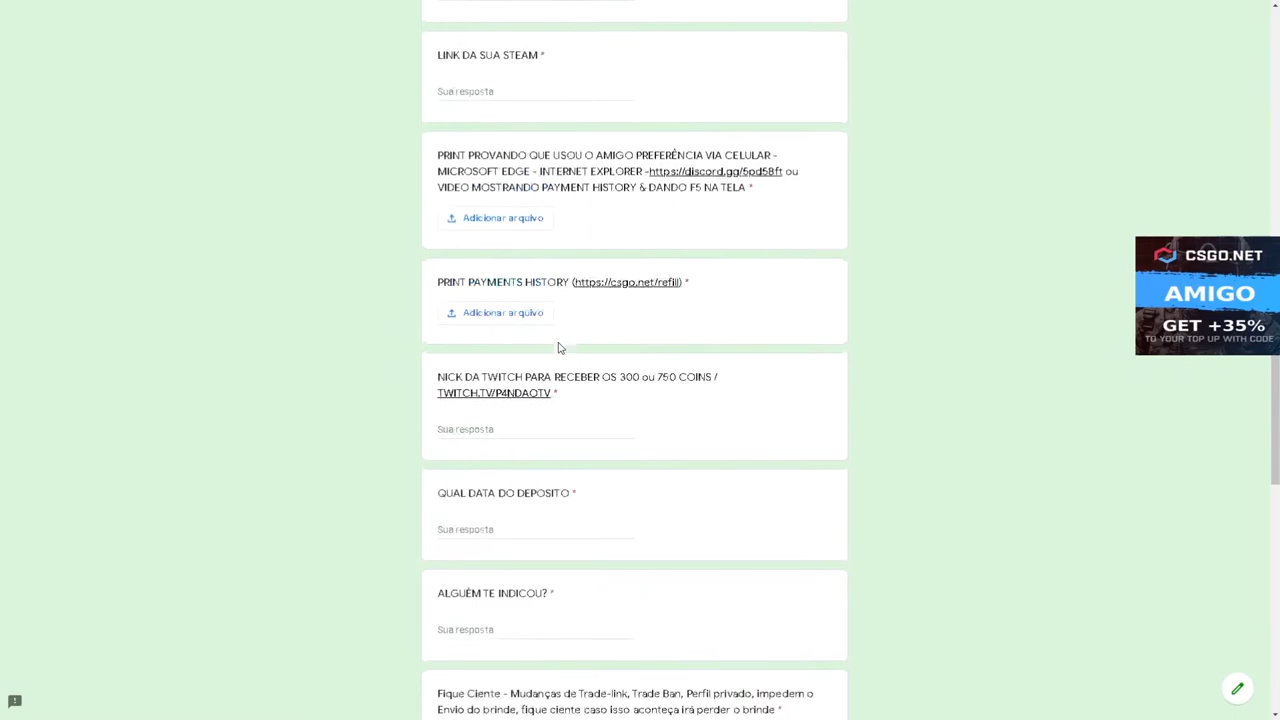 LINK DA SUA STEAM *
Sua resposta
PRINT PROVANDO QUE USOU O AMIGO PREFERÊNCIA VIA CELULAR -
MICROSOFT EDGE - INTERNET EXPLORER -https://discord.gg/5pd58ft ou
VIDEO MOSTRANDO PAYMENT HISTORY & DANDO F5 NA TELA *
Adicionar arquivo
PRINT PAYMENTS HISTORY (https://csgo.net/refill) *
Adicionar arquivo
NICK DA TWITCH PARA RECEBER OS 300 ou 750 COINS /
TWITCH.TV/P4NDAOTV *
Sua resposta
QUAL DATA DO DEPOSITO *
Sua resposta
ALGUÉM TE INDICOU? *
Sua resposta
Fique Ciente - Mudanças de Trade-link, Trade Ban, Perfil privado, impedem o
Envio do brinde, fique ciente caso isso aconteça irá perder o brinde *
CSGO.NET
AMIGO
GET +35%
TO YOUR TOP UP WITH CODE